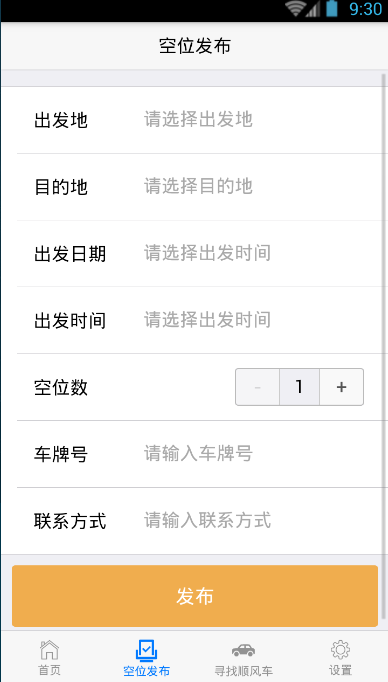 9:30
空位发布
出发地 请选择出发地
目的地 请选择目的地
出发日期 请选择出发时间
出发时间 请选择出发时间
空位数 - 1 +
车牌号 请输入车牌号
联系方式 请输入联系方式
发布
首页 空位发布 寻找顺风车 设置